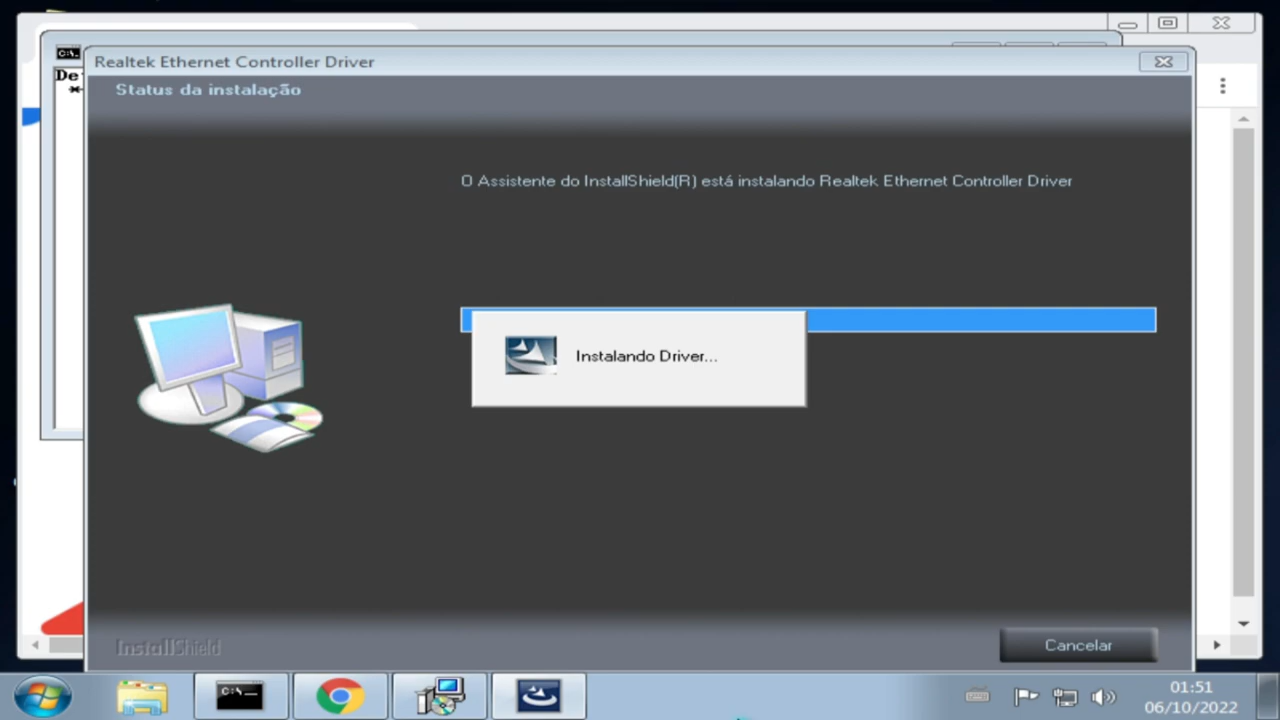 C:\.
Realtek Ethernet Controller Driver
De
Status da instalação
O Assistente do InstallShield(R) está instalando Realtek Ethernet Controller Driver
Instalando Driver...
InstallShield
Cancelar
C:\.
01:51
06/10/2022